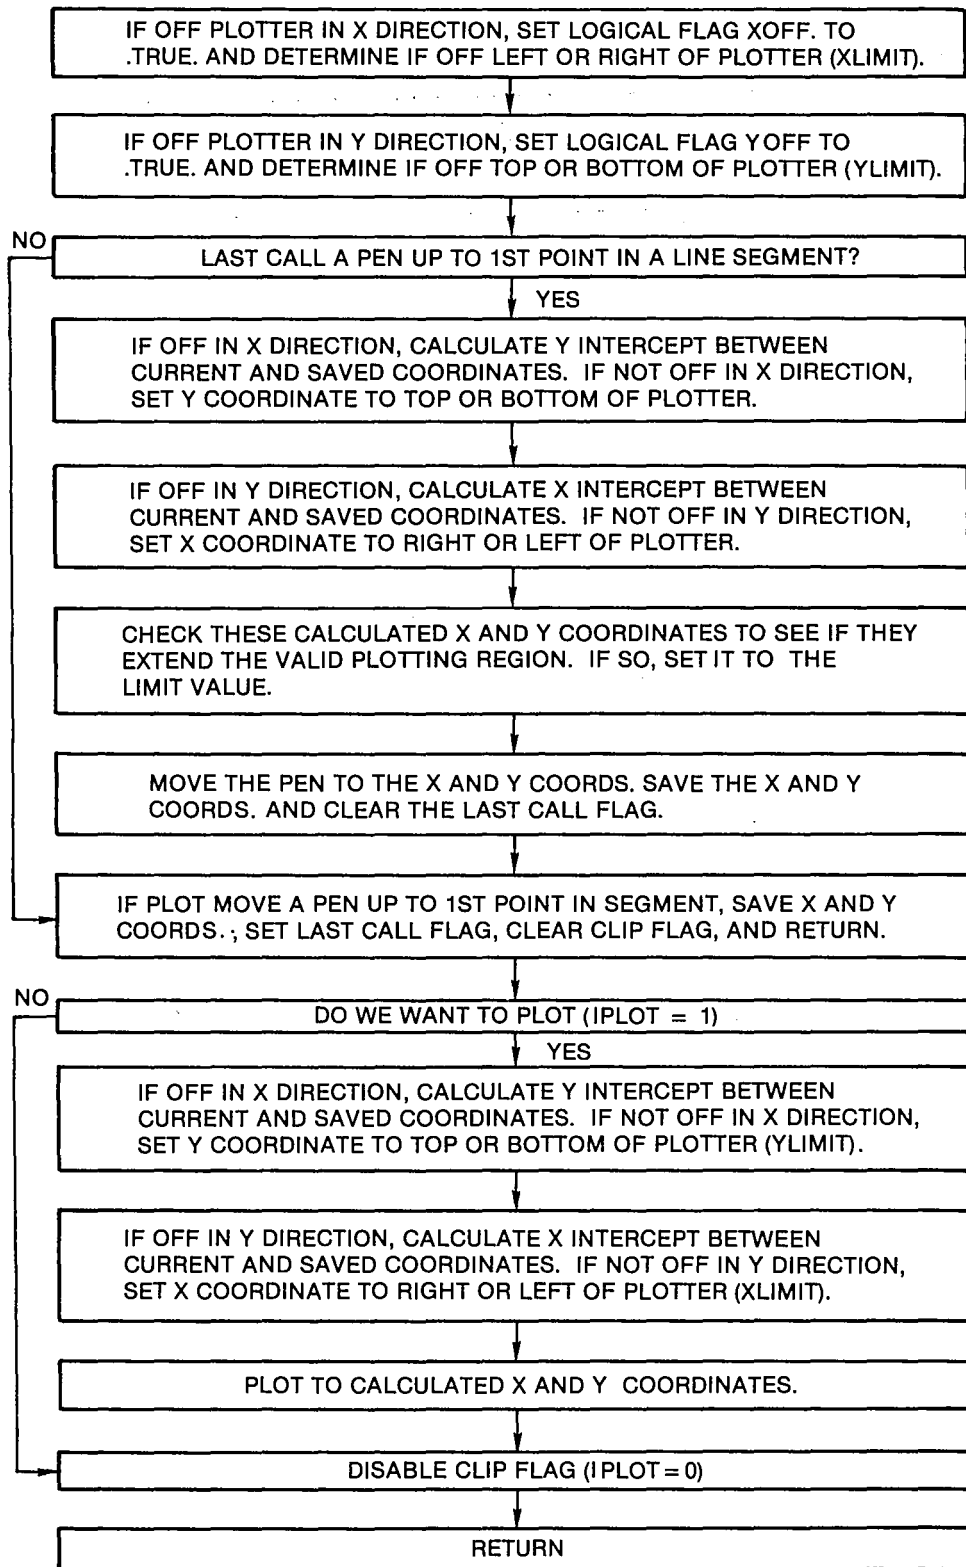 IF OFF PLOTTER IN X DIRECTION, SET LOGICAL FLAG XOFF. TO
.TRUE. AND DETERMINE IF OFF LEFT OR RIGHT OF PLOTTER (XLIMIT).
IF OFF PLOTTER IN Y DIRECTION, SET LOGICAL FLAG YOFF TO
.TRUE. AND DETERMINE IF OFF TOP OR BOTTOM OF PLOTTER (YLIMIT).
NO
LAST CALL A PEN UP TO 1ST POINT IN A LINE SEGMENT?
YES
IF OFF IN X DIRECTION, CALCULATE Y INTERCEPT BETWEEN
CURRENT AND SAVED COORDINATES. IF NOT OFF IN X DIRECTION,
SET Y COORDINATE TO TOP OR BOTTOM OF PLOTTER.
IF OFF IN Y DIRECTION, CALCULATE X INTERCEPT BETWEEN
CURRENT AND SAVED COORDINATES. IF NOT OFF IN Y DIRECTION,
SET X COORDINATE TO RIGHT OR LEFT OF PLOTTER.
CHECK THESE CALCULATED X AND Y COORDINATES TO SEE IF THEY
EXTEND THE VALID PLOTTING REGION. IF SO, SET IT TO THE
LIMIT VALUE.
MOVE THE PEN TO THE X AND Y COORDS. SAVE THE X AND Y
COORDS. AND CLEAR THE LAST CALL FLAG.
IF PLOT MOVE A PEN UP TO 1ST POINT IN SEGMENT, SAVE X AND Y
COORDS., SET LAST CALL FLAG, CLEAR CLIP FLAG, AND RETURN.
NO
DO WE WANT TO PLOT (IPLOT = 1)
YES
IF OFF IN X DIRECTION, CALCULATE Y INTERCEPT BETWEEN
CURRENT AND SAVED COORDINATES. IF NOT OFF IN X DIRECTION,
SET Y COORDINATE TO TOP OR BOTTOM OF PLOTTER (YLIMIT).
IF OFF IN Y DIRECTION, CALCULATE X INTERCEPT BETWEEN
CURRENT AND SAVED COORDINATES. IF NOT OFF IN Y DIRECTION,
SET X COORDINATE TO RIGHT OR LEFT OF PLOTTER (XLIMIT).
PLOT TO CALCULATED X AND Y COORDINATES.
DISABLE CLIP FLAG (IPLOT = 0)
RETURN